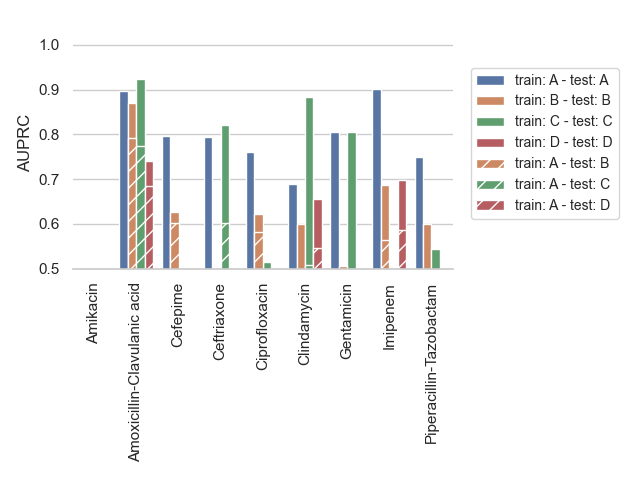 1.0
0.9
0.8
0.7
0.6
0.5
AUPRC
Amikacin
Amoxicillin-Clavulanic acid
Cefepime
Ceftriaxone
Ciprofloxacin
Clindamycin
Gentamicin
Imipenem
Piperacillin-Tazobactam
train: A - test: A
train: B - test: B
train: C - test: C
train: D - test: D
train: A - test: B
train: A - test: C
train: A - test: D